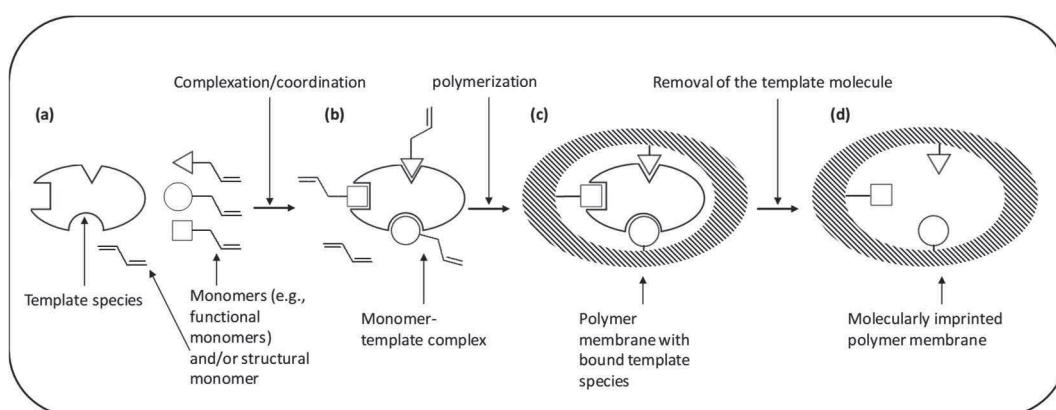 Complexation/coordination
polymerization
Removal of the template molecule
(a)
(b)
(c)
(d)
Template species
Monomers (e.g.,
functional
monomers)
and/or structural
monomer
Monomer-
template complex
Polymer
membrane with
bound template
species
Molecularly imprinted
polymer membrane